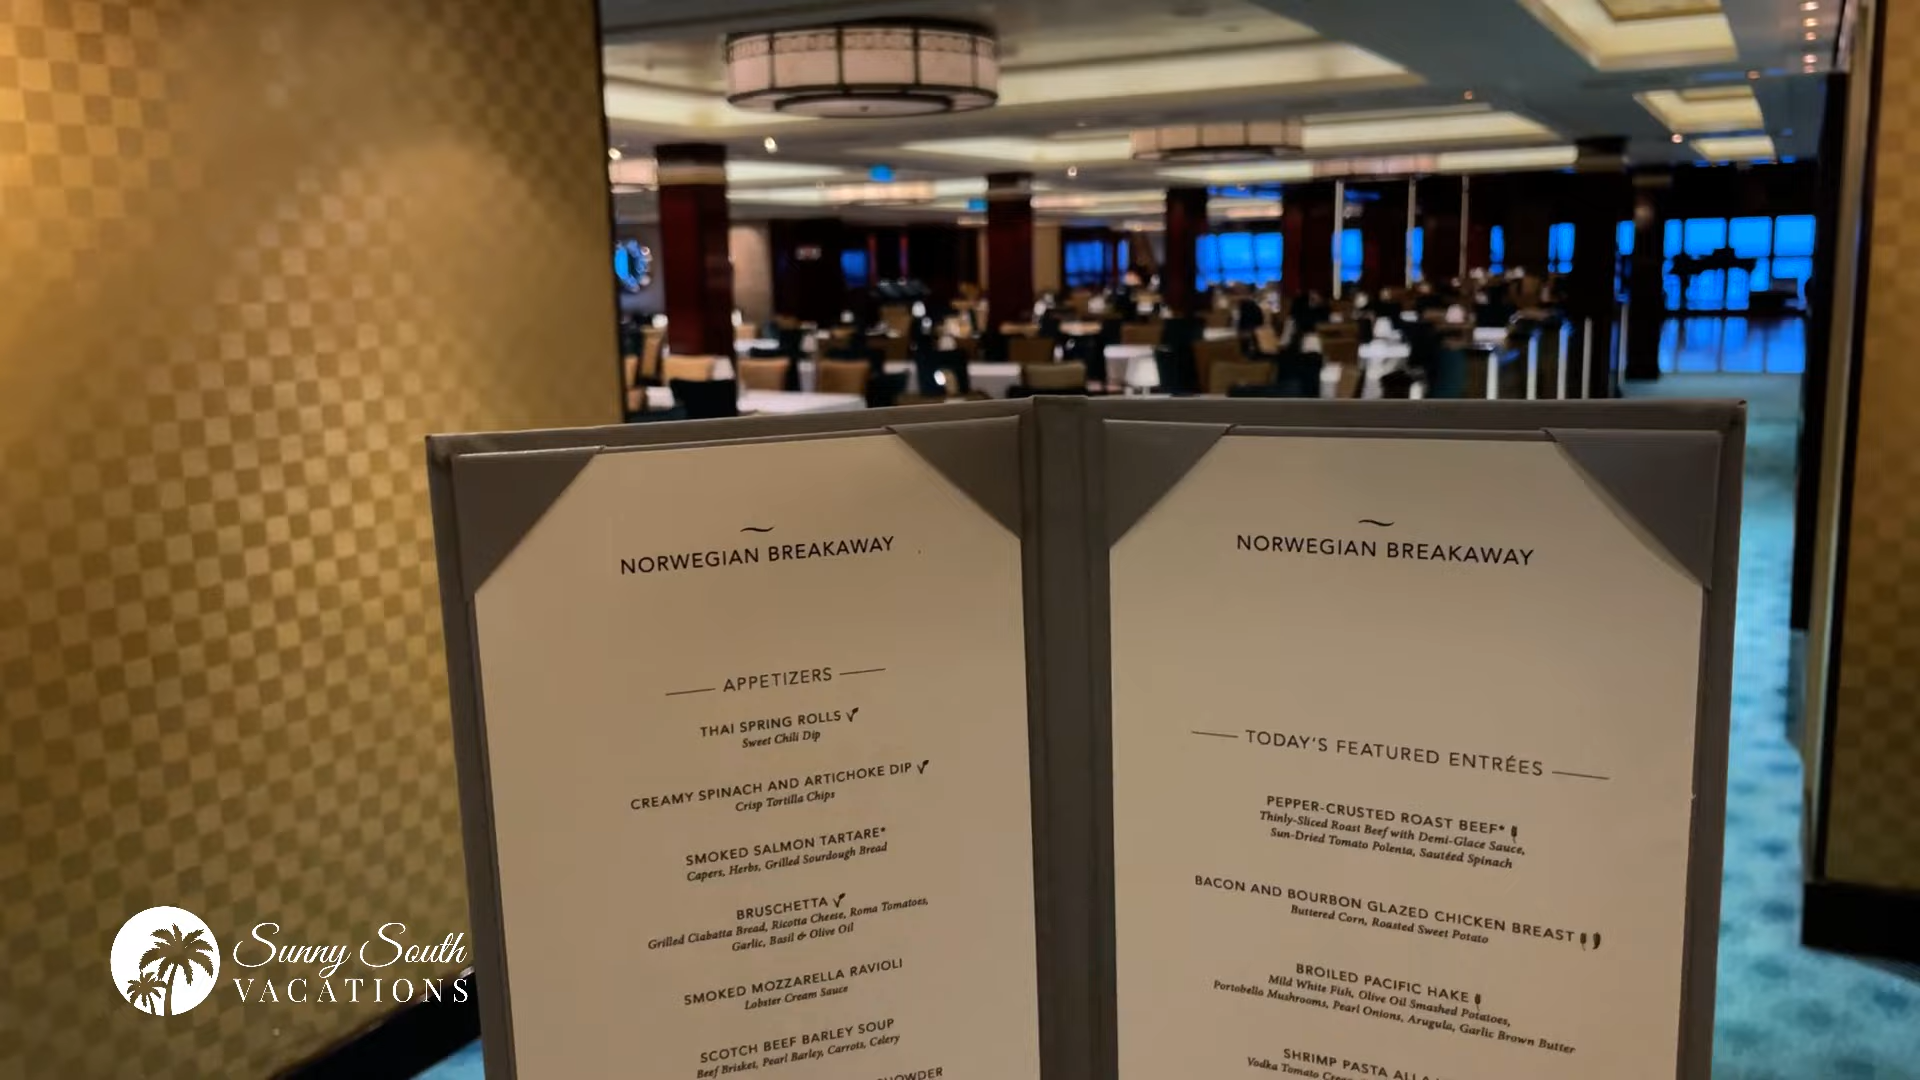 NORWEGIAN BREAKAWAY
APPETIZERS
THAI SPRING ROLLS
Sweet Chili Dip
CREAMY SPINACH AND ARTICHOKE DIP
Crisp Tortilla Chips
SMOKED SALMON TARTARE*
Capers, Herbs, Grilled Sourdough Bread
BRUSCHETTA
Grilled Ciabatta Bread, Ricotta Cheese, Roma Tomatoes,
Garlic, Basil & Olive Oil
SMOKED MOZZARELLA RAVIOLI
Lobster Cream Sauce
SCOTCH BEEF BARLEY SOUP
Beef Brisket, Pearl Barley, Carrots, Celery
NORWEGIAN BREAKAWAY
TODAY'S FEATURED ENTRÉES
PEPPER-CRUSTED ROAST BEEF*
Thinly-Sliced Roast Beef with Demi-Glace Sauce,
Sun-Dried Tomato Polenta, Sautéed Spinach
BACON AND BOURBON GLAZED CHICKEN BREAST
Buttered Corn, Roasted Sweet Potato
BROILED PACIFIC HAKE
Mild White Fish, Olive Oil Smashed Potatoes,
Portobello Mushrooms, Pearl Onions, Arugula, Garlic Brown Butter
SHRIMP PASTA ALLA
Vodka Tomato
Sunny South
VACATIONS